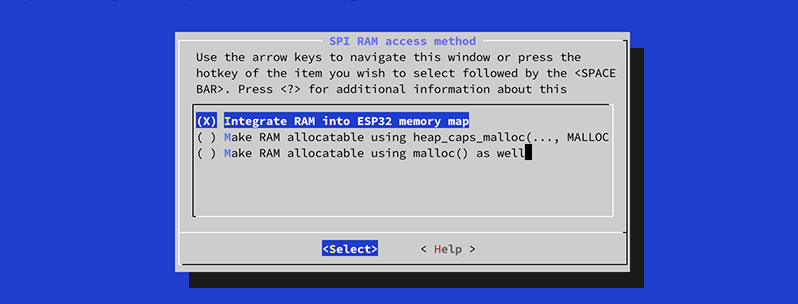 SPI RAM access method
Use the arrow keys to navigate this window or press the
hotkey of the item you wish to select followed by the <SPACE
BAR>. Press <?> for additional information about this
(X) Integrate RAM into ESP32 memory map
( ) Make RAM allocatable using heap_caps_malloc(..., MALLOC
( ) Make RAM allocatable using malloc() as well
<Select> < Help >